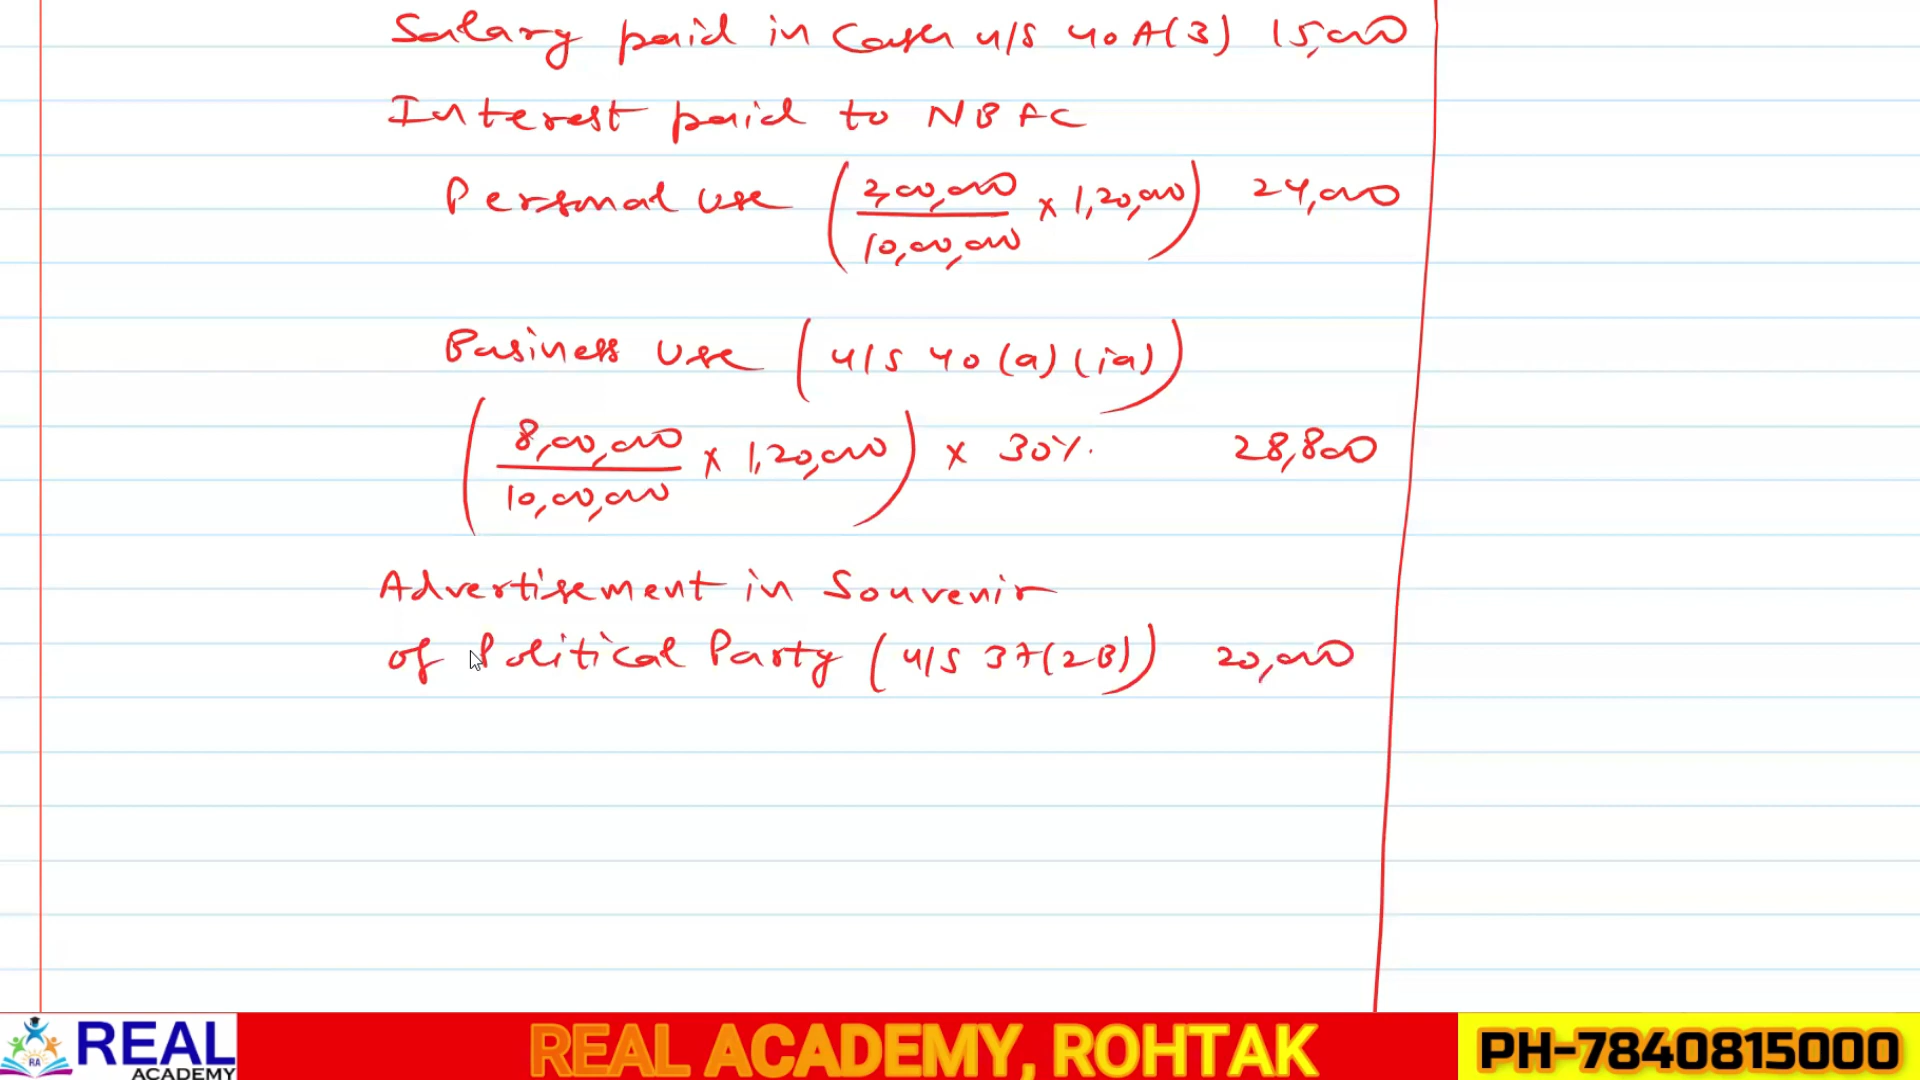 Salary paid in Cash u/s 40A(3) 15,000
Interest paid to NBFC
Personal Use (2,00,000 / 10,00,000 × 1,20,000) 24,000
Business Use (u/s 40(a)(ia))
(8,00,000 / 10,00,000 × 1,20,000) × 30% 28,800
Advertisement in Souvenir
of Political Party (u/s 37(2B)) 20,000
RA REAL
ACADEMY
REAL ACADEMY, ROHTAK
PH-7840815000